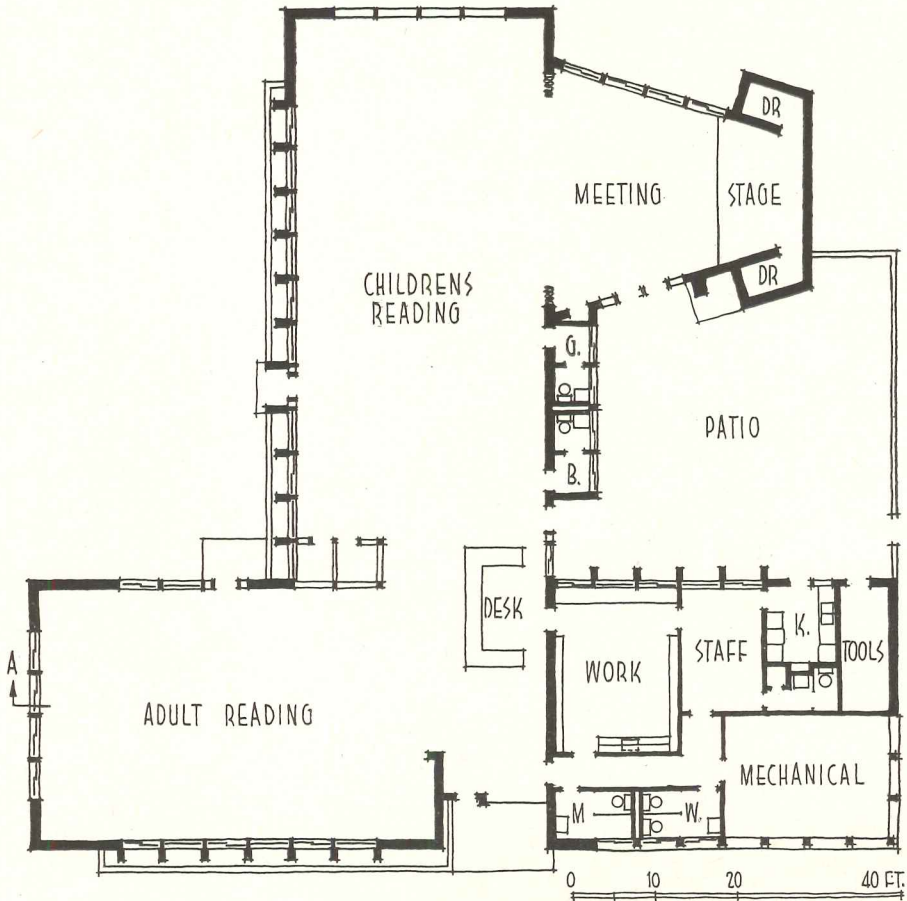 DR
MEETING
STAGE
CHILDRENS
READING
DR
G.
PATIO
B.
DESK
K.
STAFF
TOOLS
WORK
A
ADULT READING
MECHANICAL
M
W.
0 10 20 40 FT.